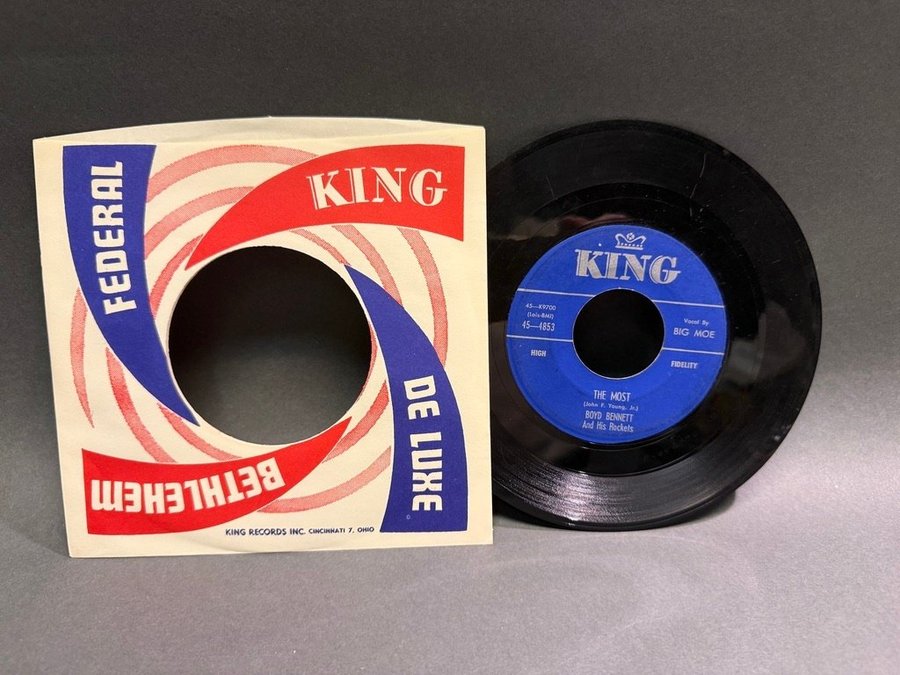 FEDERAL
KING
DE LUXE
BETHLEHEM
KING RECORDS INC. CINCINNATI 7, OHIO
KING
45—K9700
(Lois-BMI)
45—4853
Vocal By
BIG MOE
HIGH
FIDELITY
THE MOST
(John F. Young, Jr.)
BOYD BENNETT
And His Rockets